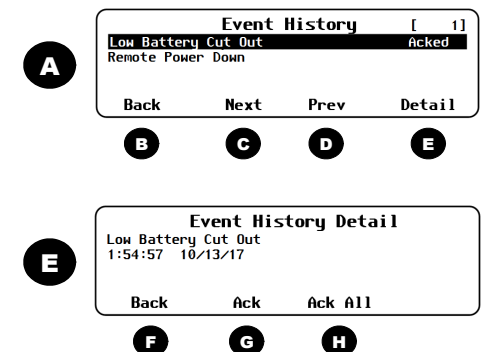 Event History [ 1]
Low Battery Cut Out Acked
Remote Power Down
A
Back Next Prev Detail
B C D E
Event History Detail
Low Battery Cut Out
1:54:57 10/13/17
E
Back Ack Ack All
F G H